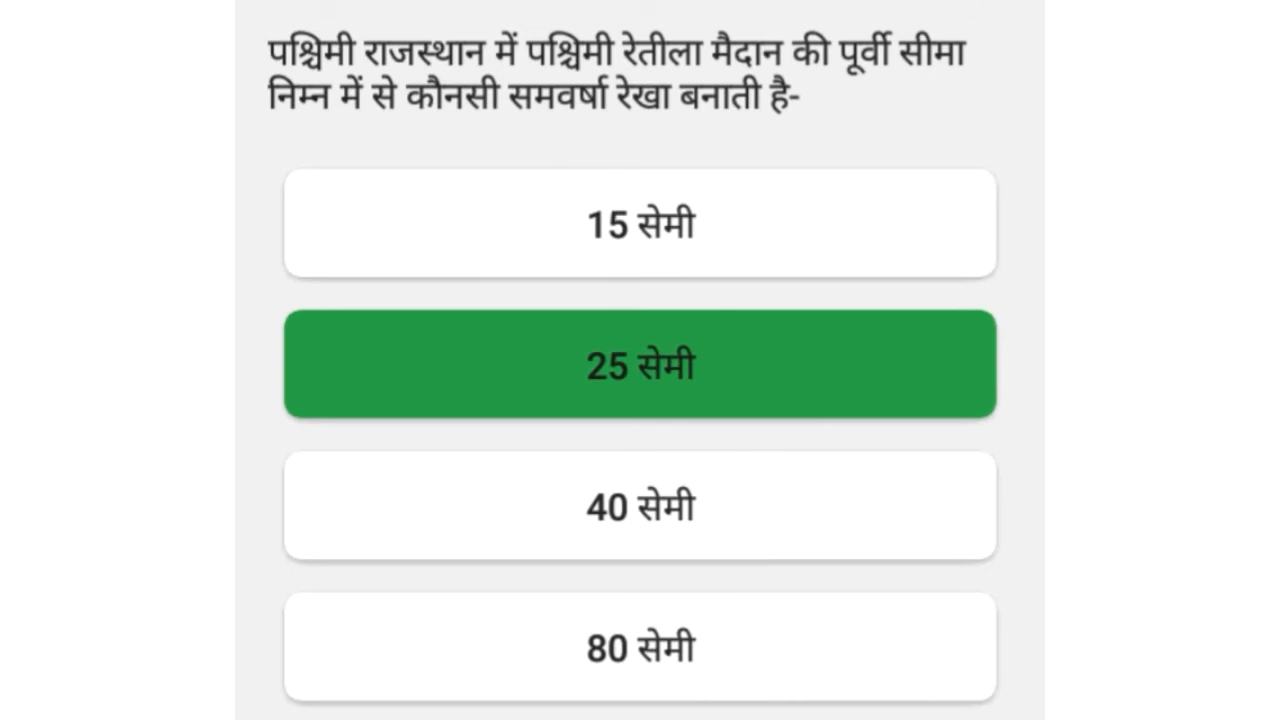 पश्चिमी राजस्थान में पश्चिमी रेतीला मैदान की पूर्वी सीमा
निम्न में से कौनसी समवर्षा रेखा बनाती है-
15 सेमी
25 सेमी
40 सेमी
80 सेमी